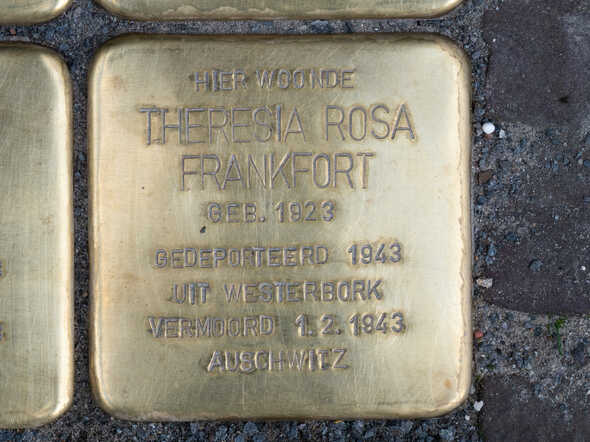 HIER WOONDE
THERESIA ROSA
FRANKFORT
GEB. 1923
GEDEPORTEERD 1943
UIT WESTERBORK
VERMOORD 1.2.1943
AUSCHWITZ